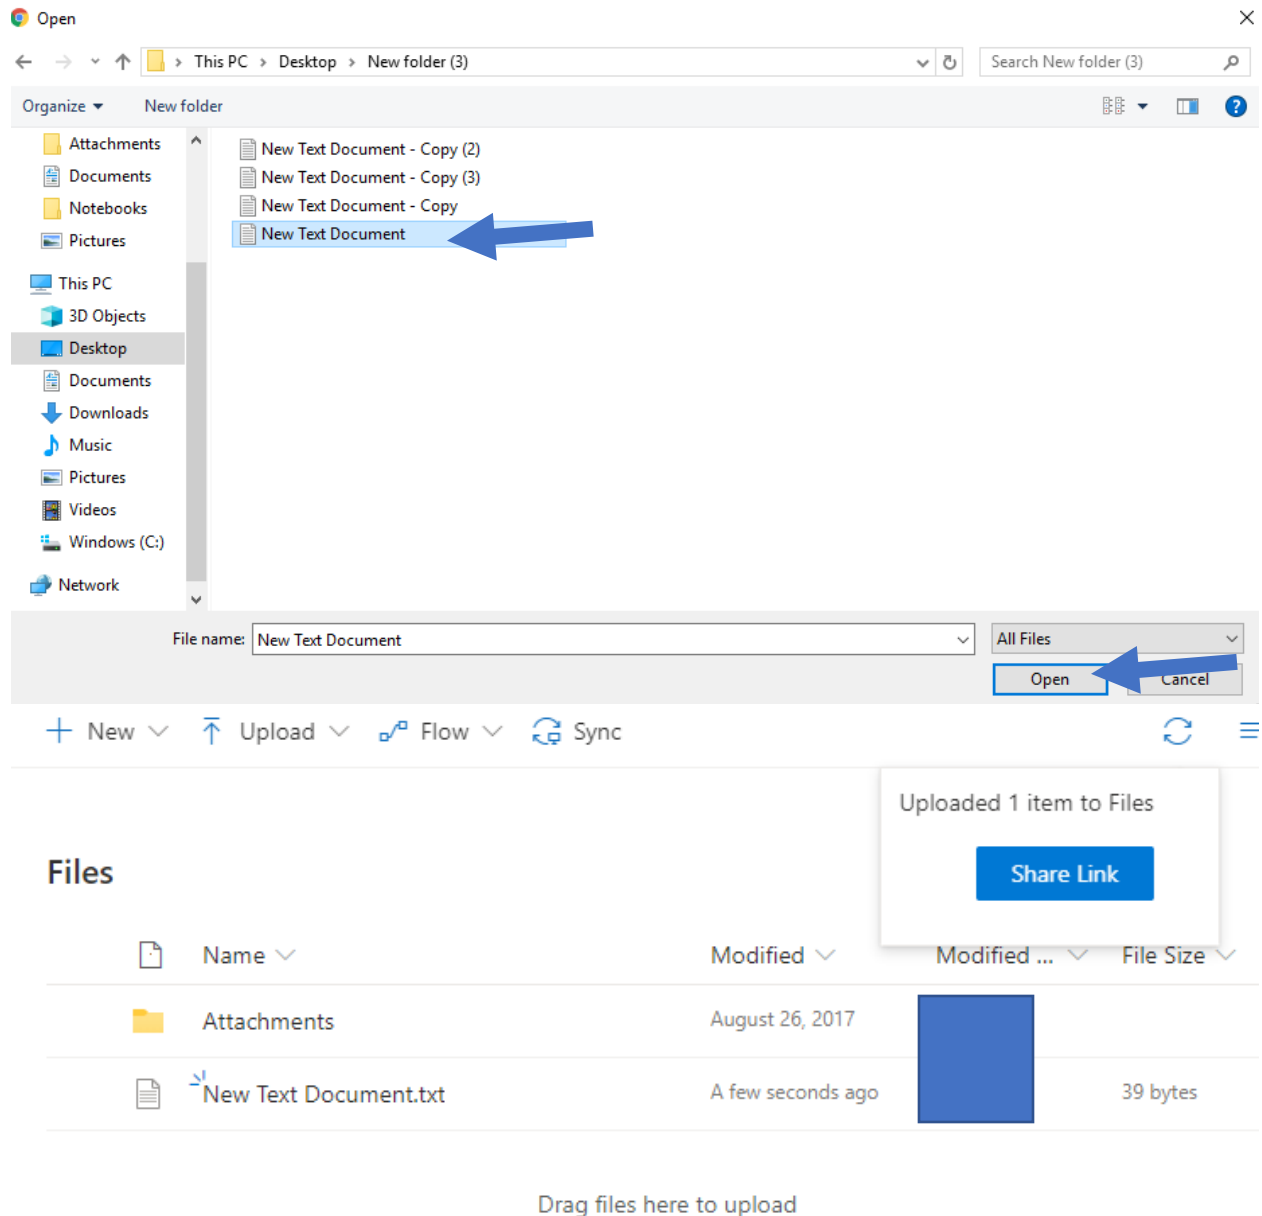 Open
This PC > Desktop > New folder (3)
Search New folder (3)
Organize
New folder
Attachments
Documents
Notebooks
Pictures
This PC
3D Objects
Desktop
Documents
Downloads
Music
Pictures
Videos
Windows (C:)
Network
New Text Document - Copy (2)
New Text Document - Copy (3)
New Text Document - Copy
New Text Document
File name: New Text Document
All Files
Open
Cancel
New
Upload
Flow
Sync
Uploaded 1 item to Files
Share Link
Files
Name
Modified
Modified ...
File Size
Attachments
August 26, 2017
New Text Document.txt
A few seconds ago
39 bytes
Drag files here to upload